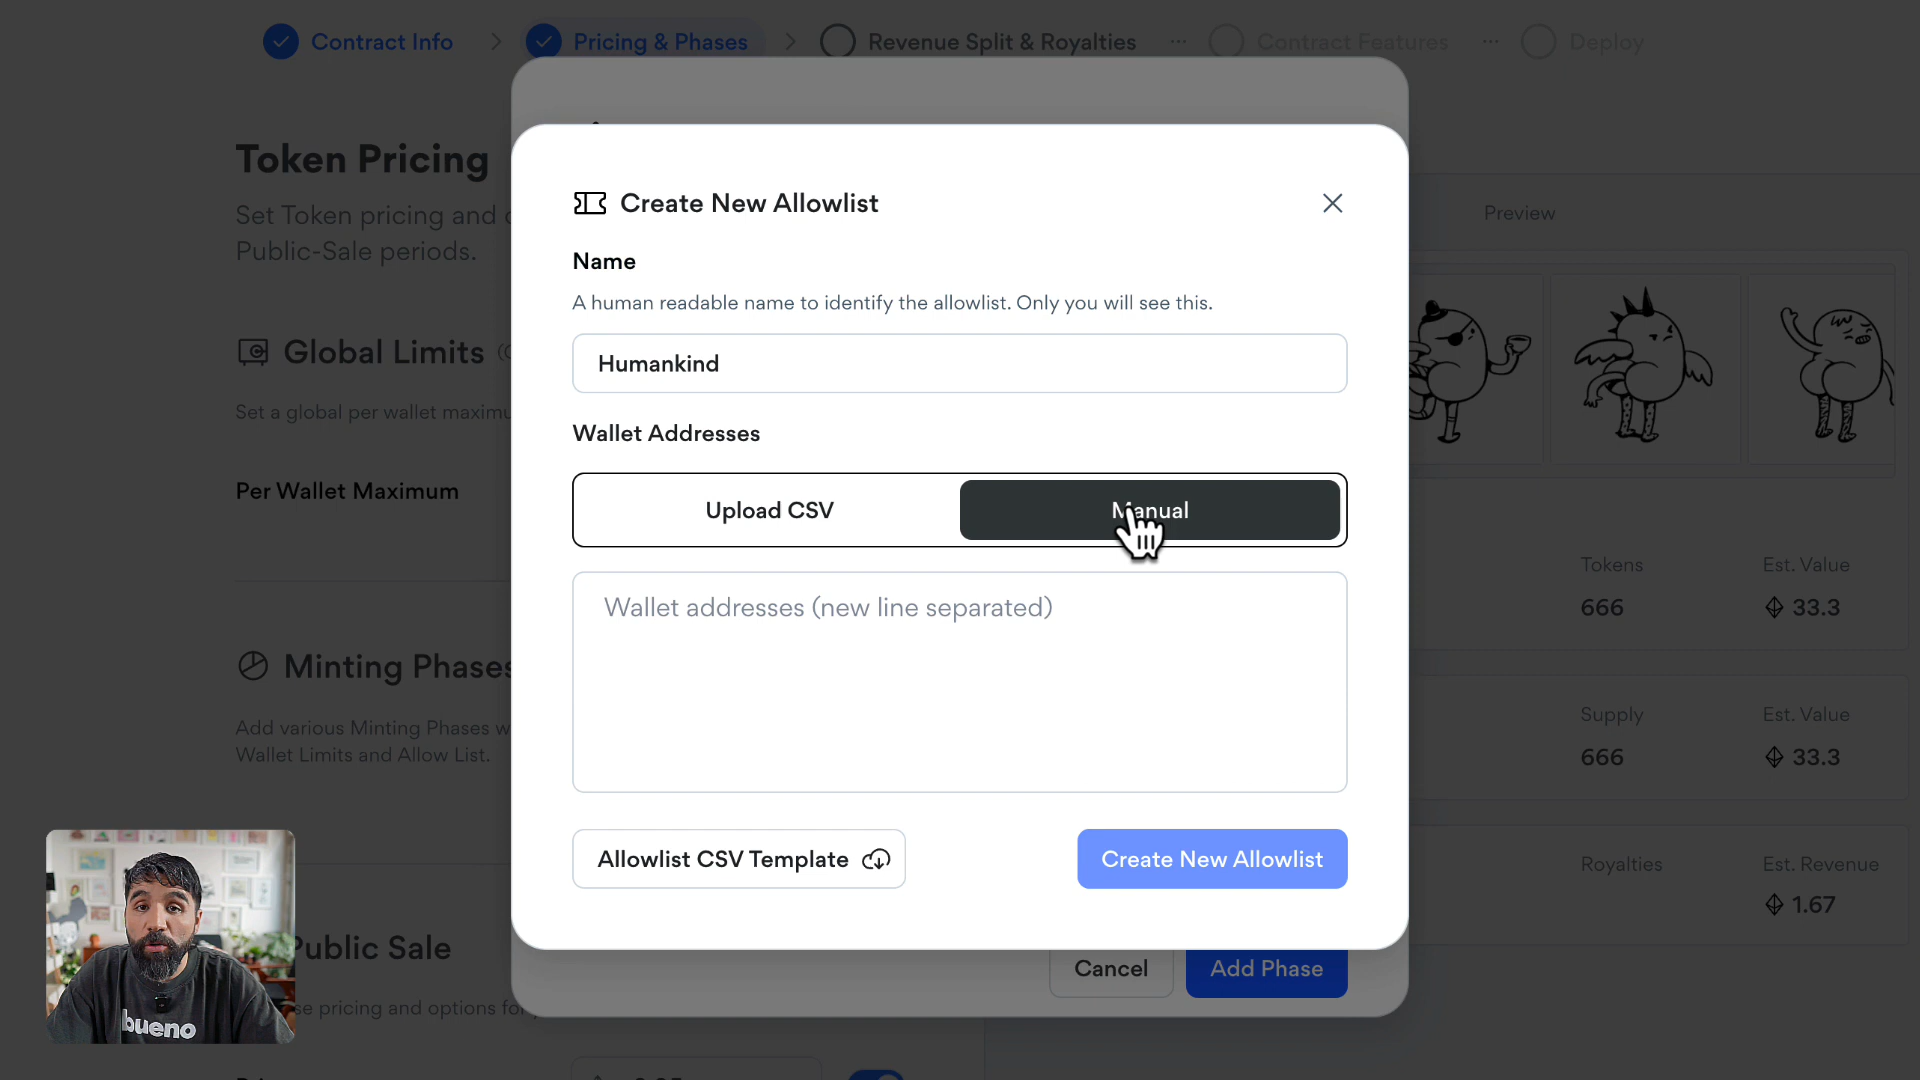 Contract Info
Pricing & Phases
Revenue Split & Royalties
Contract Features
Deploy
Token Pricing
Set Token pricing and
Public-Sale periods.
Global Limits
Set a global per wallet
Per Wallet Maximum
Minting Phases
Add various Minting Phases
Wallet Limits and Allow List.
Public Sale
pricing and options
Create New Allowlist
Name
A human readable name to identify the allowlist. Only you will see this.
Humankind
Wallet Addresses
Upload CSV
Manual
Wallet addresses (new line separated)
Allowlist CSV Template
Create New Allowlist
Cancel
Add Phase
Preview
Tokens
Est. Value
666
33.3
Supply
Est. Value
666
33.3
Royalties
Est. Revenue
1.67
bueno